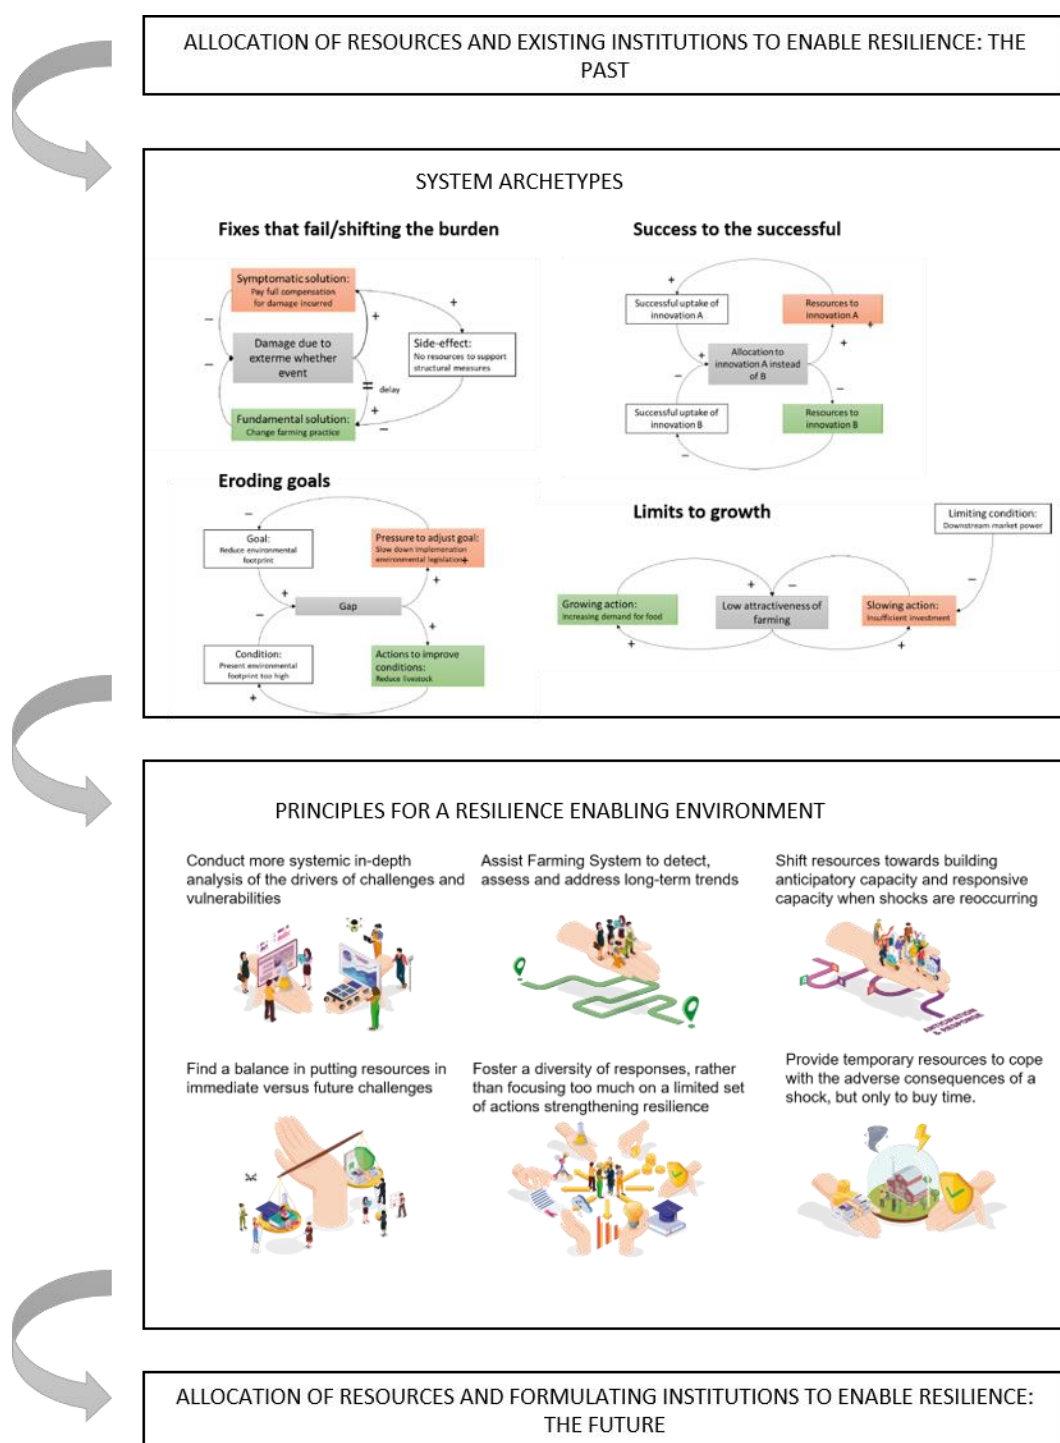 ALLOCATION OF RESOURCES AND EXISTING INSTITUTIONS TO ENABLE RESILIENCE: THE
PAST
SYSTEM ARCHETYPES
Fixes that fail/shifting the burden
Symptomatic solution:
Pay full compensation
for damage incurred
+
+
–
–
Damage due to
exterme whether
event
Side-effect:
No resources to support
structural measures
delay
+
–
Fundamental solution:
Change farming practice
Success to the successful
+
Successful uptake of
innovation A
Resources to
innovation A
+
+
+
Allocation to
innovation A instead
of B
–
–
Successful uptake of
innovation B
Resources to
innovation B
–
Eroding goals
–
Goal:
Reduce environmental
footprint
Pressure to adjust goal:
Slow down implemenation
environmental legislation
+
+
+
Gap
–
+
Condition:
Present environmental
footprint too high
Actions to improve
conditions:
Reduce livestock
+
Limits to growth
Limiting condition:
Downstream market power
–
+
–
Growing action:
Increasing demand for food
Low attractiveness of
farming
Slowing action:
Insufficient investment
+
+
PRINCIPLES FOR A RESILIENCE ENABLING ENVIRONMENT
Conduct more systemic in-depth
analysis of the drivers of challenges and
vulnerabilities
Assist Farming System to detect,
assess and address long-term trends
Shift resources towards building
anticipatory capacity and responsive
capacity when shocks are reoccurring
ANTICIPATION
& RESPONSE
Find a balance in putting resources in
immediate versus future challenges
Foster a diversity of responses, rather
than focusing too much on a limited set
of actions strengthening resilience
Provide temporary resources to cope
with the adverse consequences of a
shock, but only to buy time.
ALLOCATION OF RESOURCES AND FORMULATING INSTITUTIONS TO ENABLE RESILIENCE:
THE FUTURE